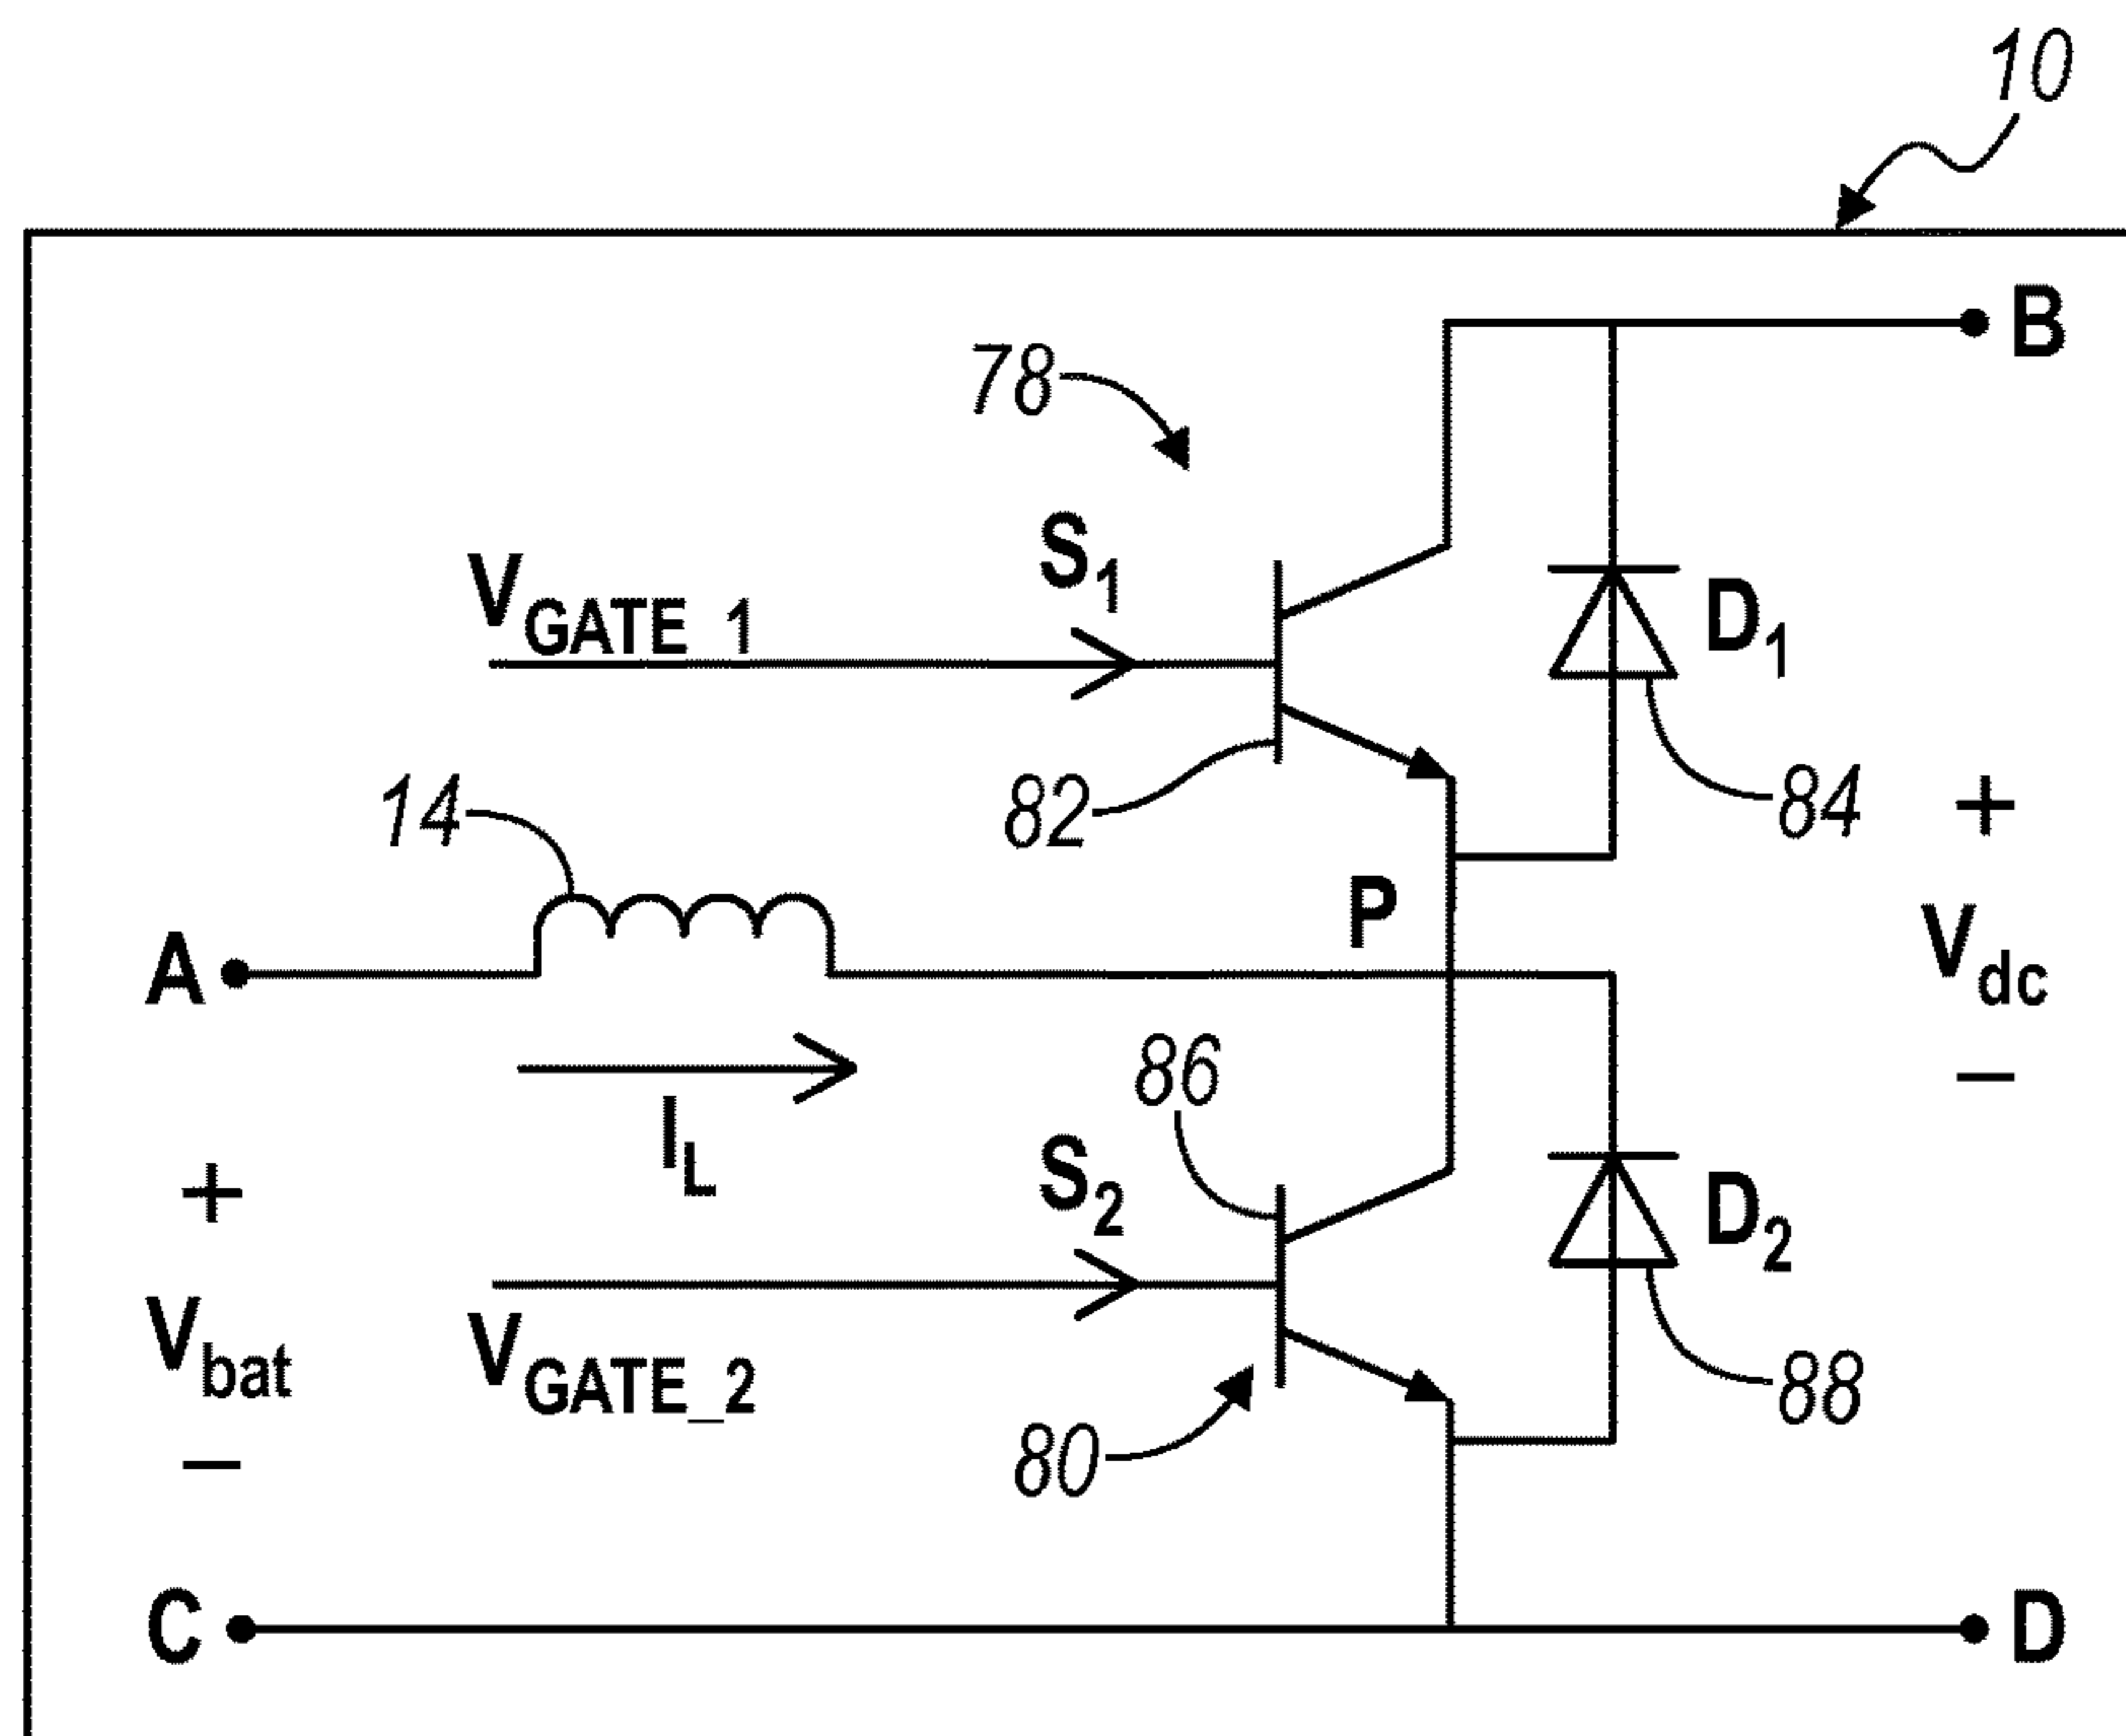 10
B
78
S1
VGATE_1
D1
82
84
14
+
P
A
Vdc
IL
86
−
S2
D2
+
Vbat
VGATE_2
88
−
80
C
D